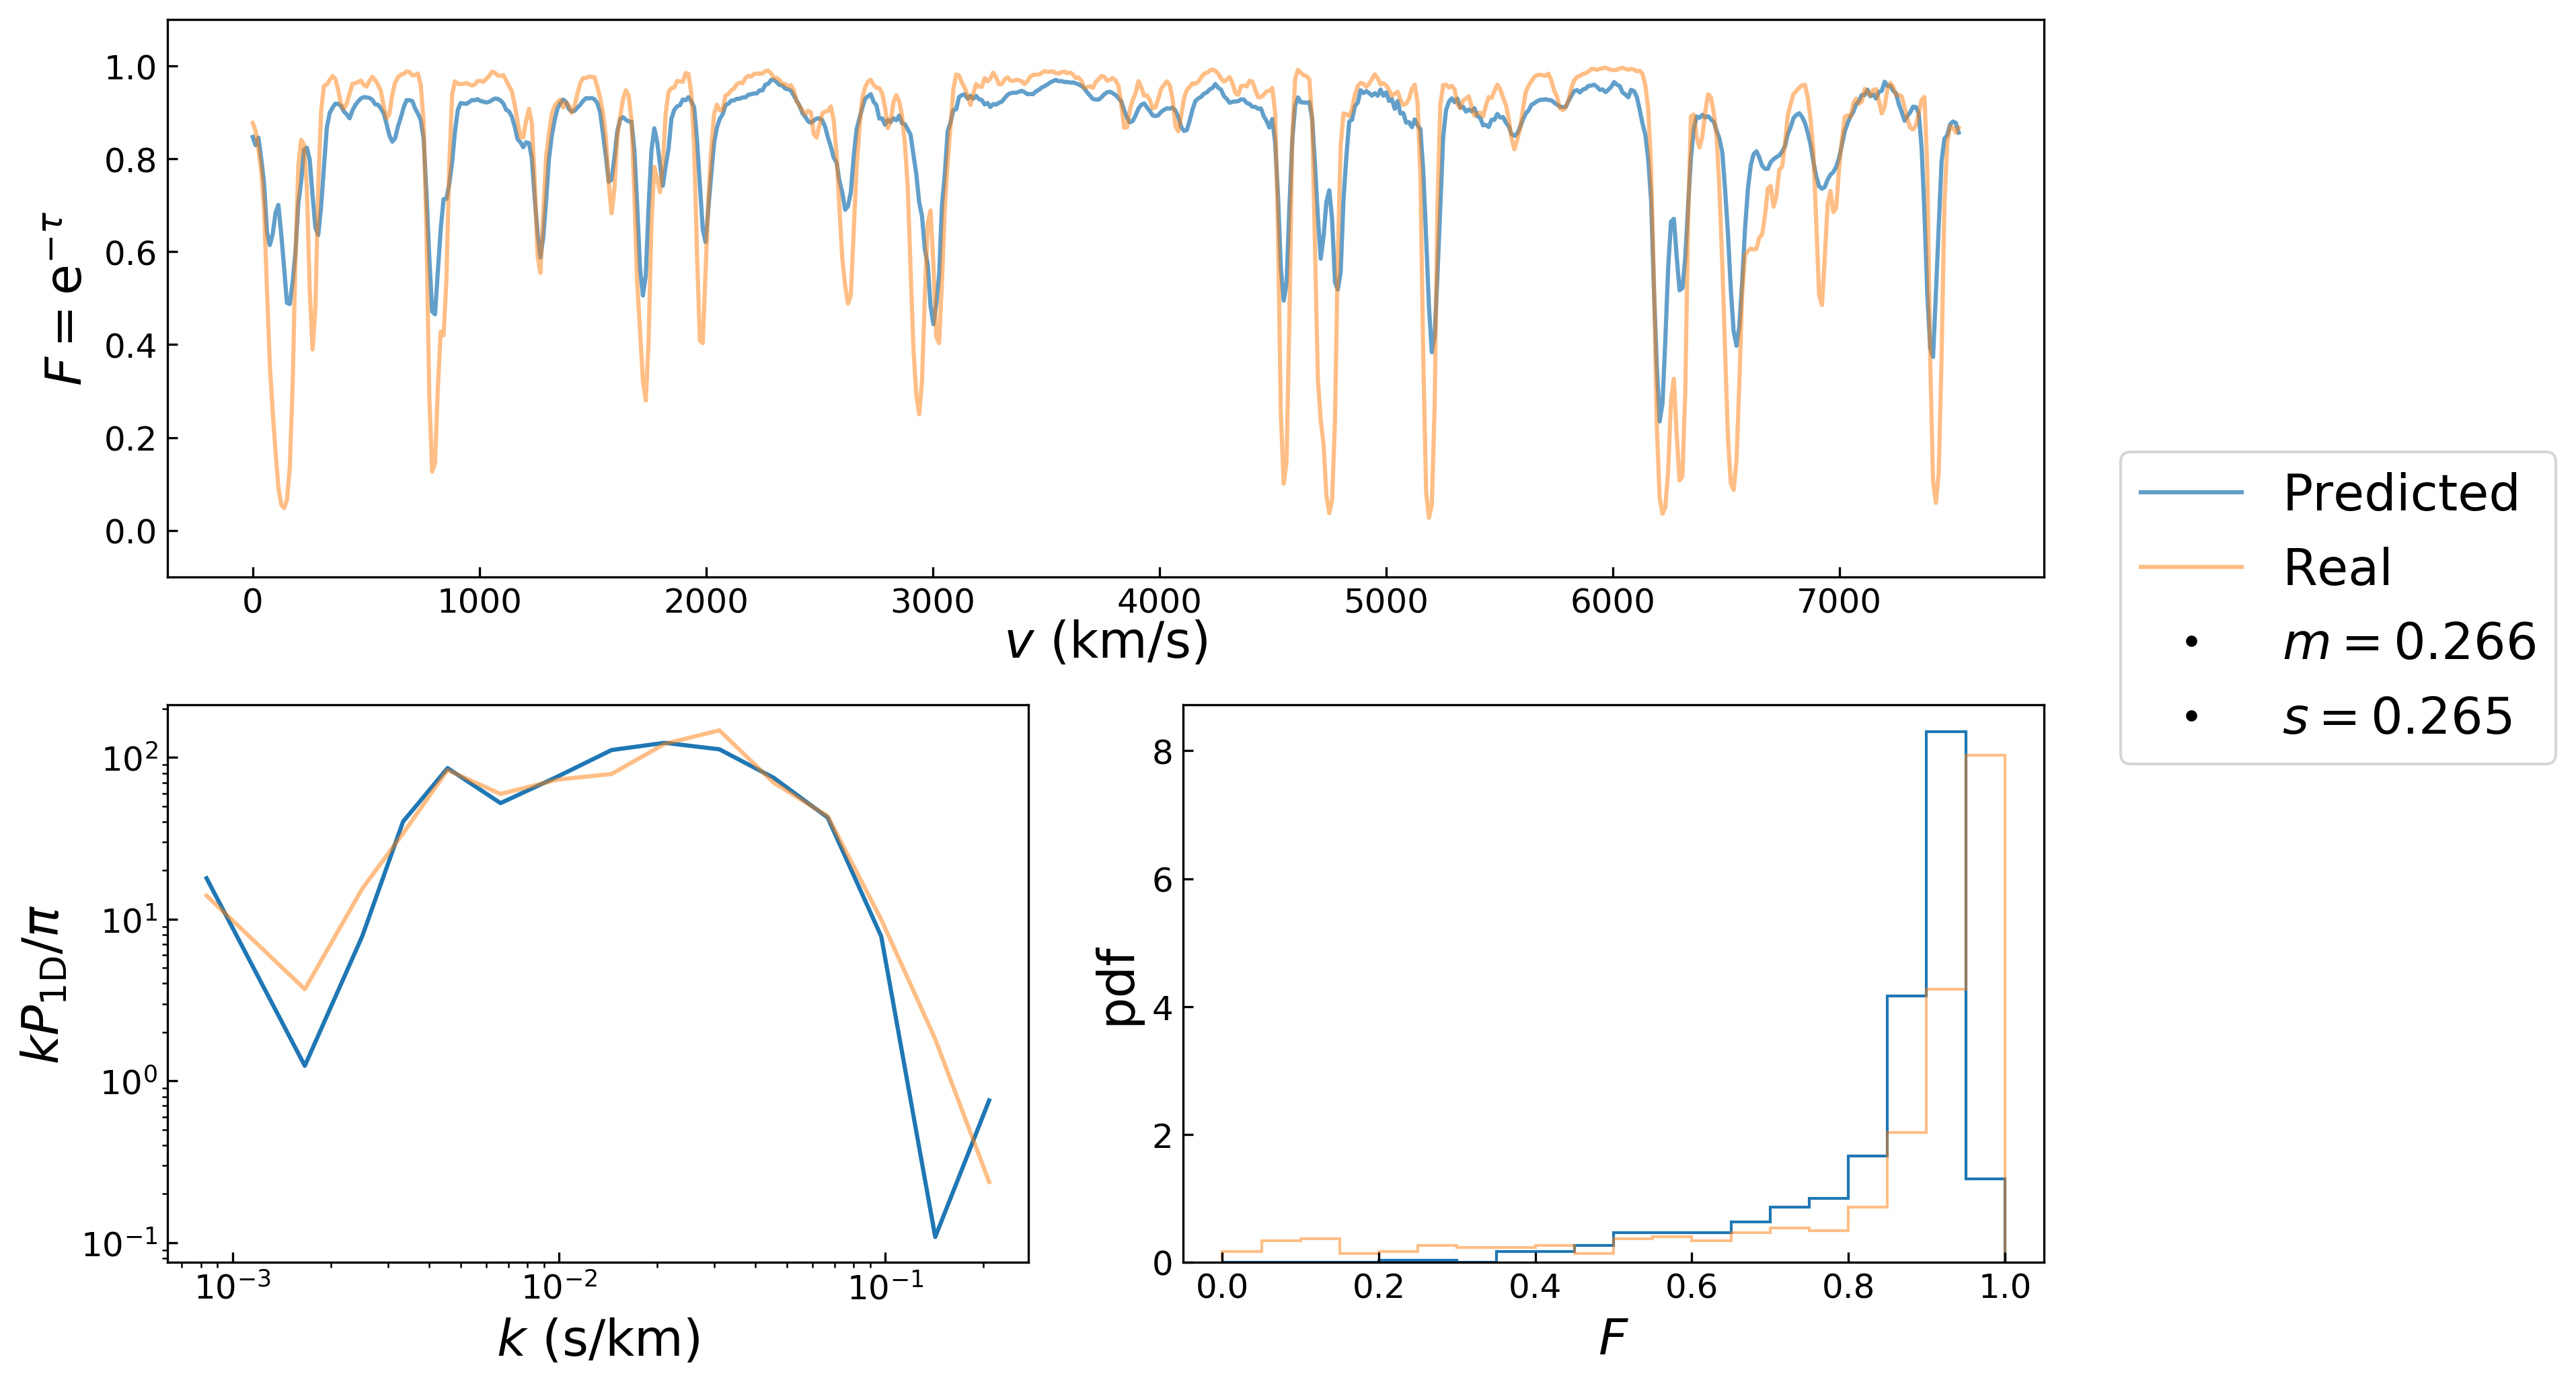 1.0
0.8
0.6
0.4
0.2
0.0
F = e^{−τ}
0 1000 2000 3000 4000 5000 6000 7000
v (km/s)
Predicted
Real
m = 0.266
s = 0.265
10^2
10^1
10^0
10^{−1}
kP_{1D}/π
10^{−3} 10^{−2} 10^{−1}
k (s/km)
8
6
4
2
0
pdf
0.0 0.2 0.4 0.6 0.8 1.0
F